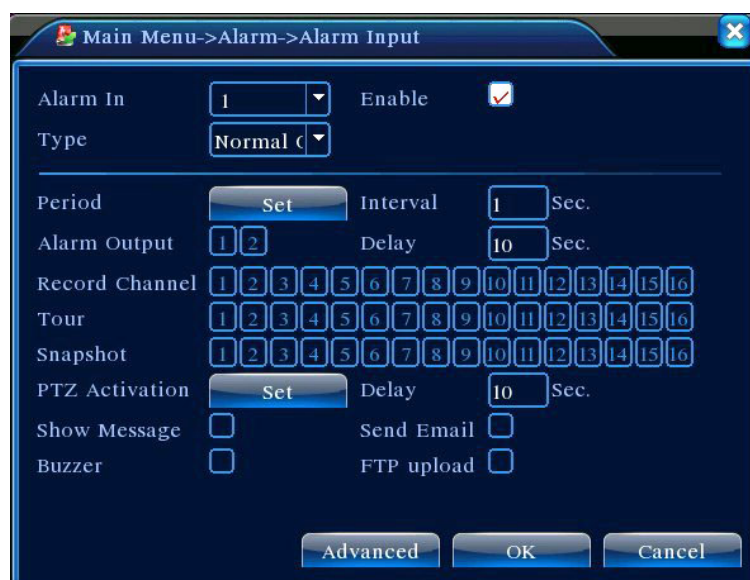 Main Menu->Alarm->Alarm Input
Alarm In 1 Enable
Type Normal
Period Set Interval 1 Sec.
Alarm Output 1 2 Delay 10 Sec.
Record Channel 1 2 3 4 5 6 7 8 9 10 11 12 13 14 15 16
Tour 1 2 3 4 5 6 7 8 9 10 11 12 13 14 15 16
Snapshot 1 2 3 4 5 6 7 8 9 10 11 12 13 14 15 16
PTZ Activation Set Delay 10 Sec.
Show Message Send Email
Buzzer FTP upload
Advanced OK Cancel